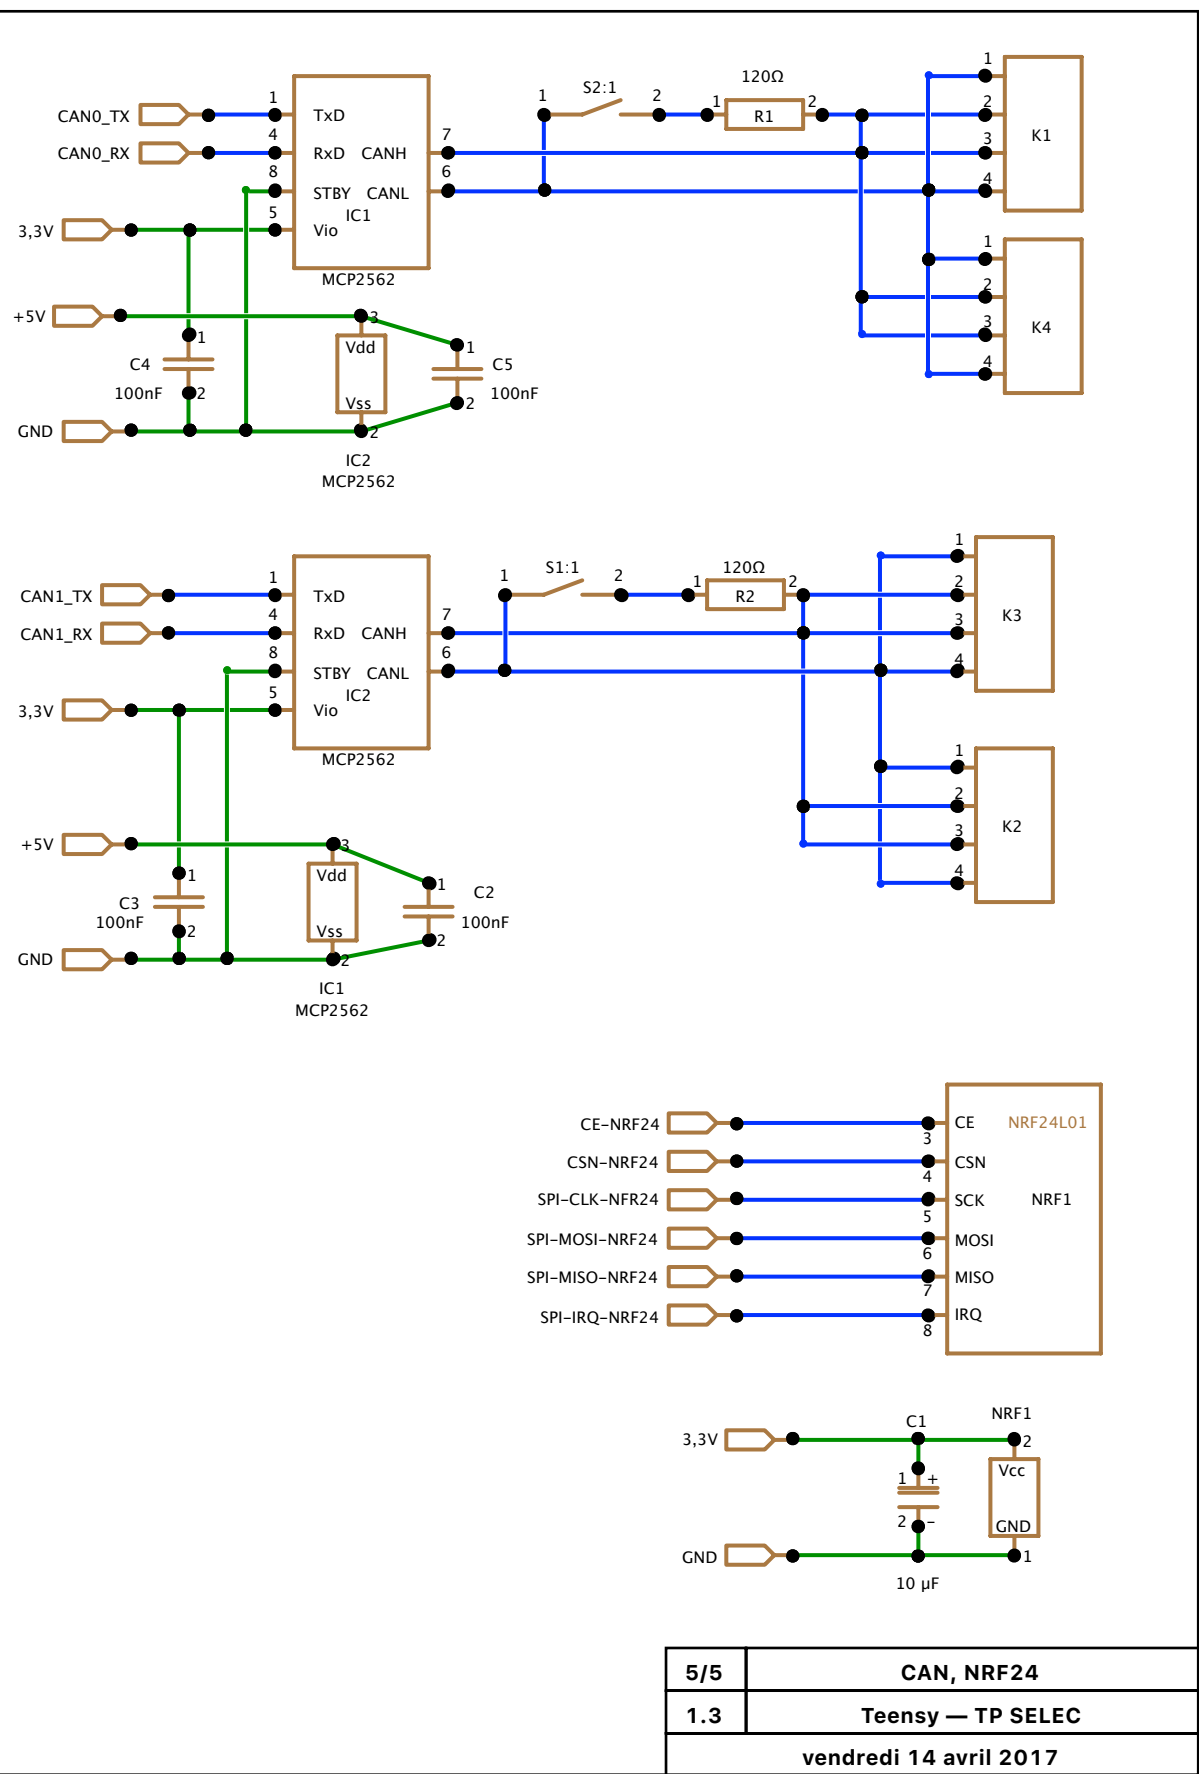 S2:1
120Ω
1
1
1
2
1
2
2
CAN0_TX
TxD
R1
4
7
K1
CAN0_RX
RxD
CANH
3
8
6
4
STBY
CANL
IC1
5
3,3V
Vio
1
MCP2562
2
+5V
3
3
K4
1
Vdd
1
C4
C5
4
100nF
2
100nF
Vss
2
GND
2
IC2
MCP2562
1
S1:1
120Ω
1
1
2
1
2
2
CAN1_TX
TxD
R2
4
7
3
K3
CAN1_RX
RxD
CANH
8
6
4
STBY
CANL
IC2
5
3,3V
Vio
1
MCP2562
2
K2
+5V
3
3
1
Vdd
1
4
C3
C2
100nF
100nF
2
Vss
2
GND
2
IC1
MCP2562
CE-NRF24
CE
NRF24L01
3
CSN-NRF24
CSN
4
SPI-CLK-NFR24
SCK
NRF1
5
SPI-MOSI-NRF24
MOSI
6
SPI-MISO-NRF24
MISO
7
SPI-IRQ-NRF24
IRQ
8
C1
NRF1
3,3V
2
1
+
Vcc
2
-
GND
GND
1
10 µF
5/5
CAN, NRF24
1.3
Teensy — TP SELEC
vendredi 14 avril 2017